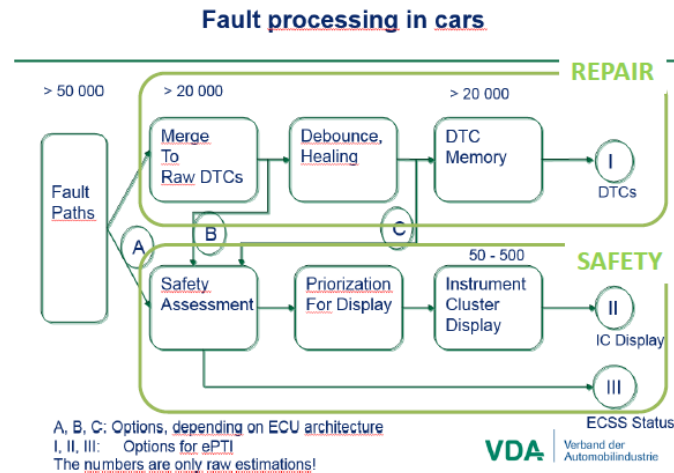 Fault processing in cars
REPAIR
> 50 000
> 20 000
> 20 000
Fault
Paths
Merge
To
Raw DTCs
Debounce,
Healing
DTC
Memory
I
DTCs
A
B
C
SAFETY
50 - 500
Safety
Assessment
Priorization
For Display
Instrument
Cluster
Display
II
IC Display
III
ECSS Status
A, B, C: Options, depending on ECU architecture
I, II, III: Options for ePTI
The numbers are only raw estimations!
VDA
Verband der
Automobilindustrie